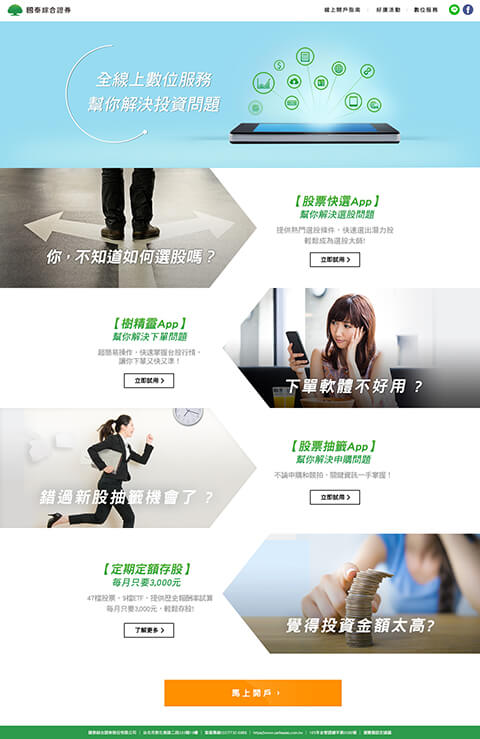 國泰綜合證券
線上開戶指南 | 好康活動 | 數位服務
全線上數位服務
幫你解決投資問題
你，不知道如何選股嗎？
【股票快選App】
幫你解決選股問題
提供熱門選股條件，快速選出潛力股
輕鬆成為選股大師!
立即試用 >
【樹精靈App】
幫你解決下單問題
超簡易操作，快速掌握台股行情，
讓你下單又快又準！
立即試用 >
下單軟體不好用 ?
錯過新股抽籤機會了 ?
【股票抽籤App】
幫你解決申購問題
不論申購和競拍，關鍵資訊一手掌握！
立即試用 >
【定期定額存股】
每月只要3,000元
47檔股票、9檔ETF，提供歷史報酬率試算
每月只要3,000元，輕鬆存股!
了解更多 >
覺得投資金額太高?
馬上開戶 >
國泰綜合證券股份有限公司